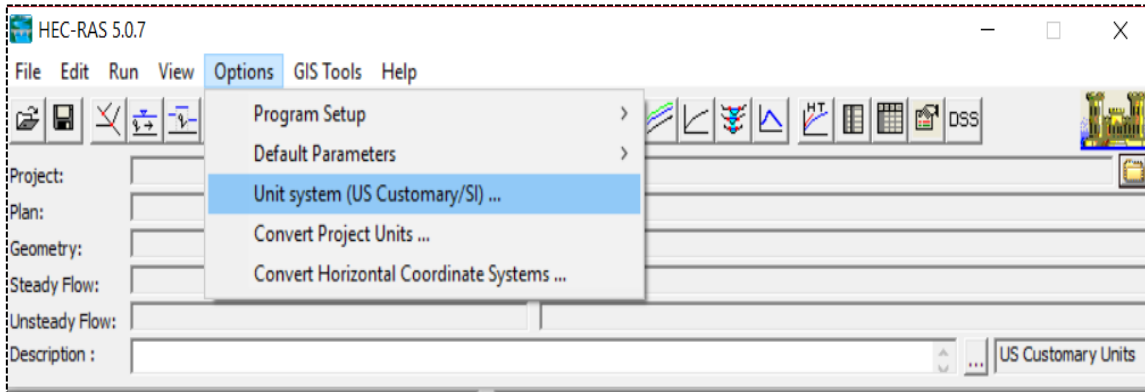 HEC-RAS 5.0.7
File Edit Run View Options GIS Tools Help
Program Setup
HT.
DSS
Default Parameters
Project:
Unit system (US Customary/SI) ...
Plan:
Convert Project Units ...
Geometry:
Convert Horizontal Coordinate Systems ...
Steady Flow:
Unsteady Flow:
Description :
...
US Customary Units